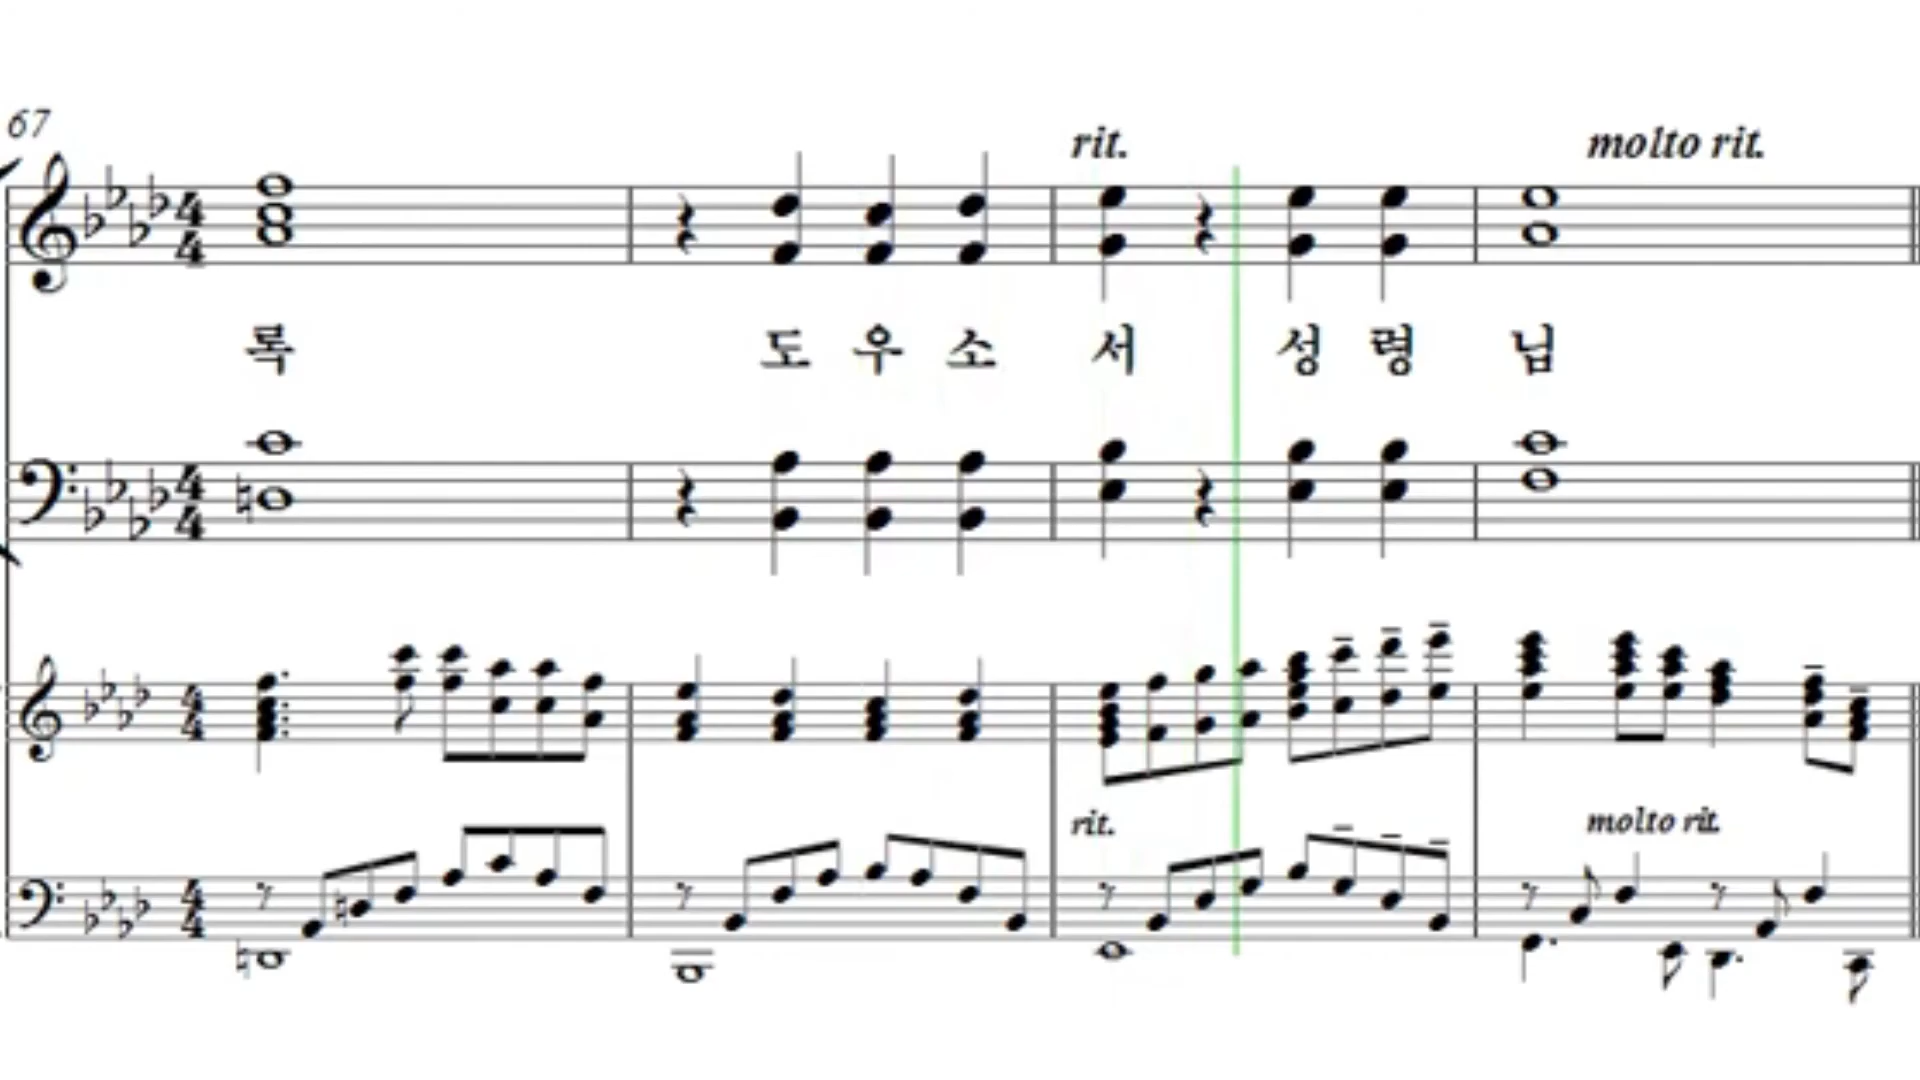 67
rit.
molto rit.
록 도 우 소 서 성 령 님
rit.
molto rit.